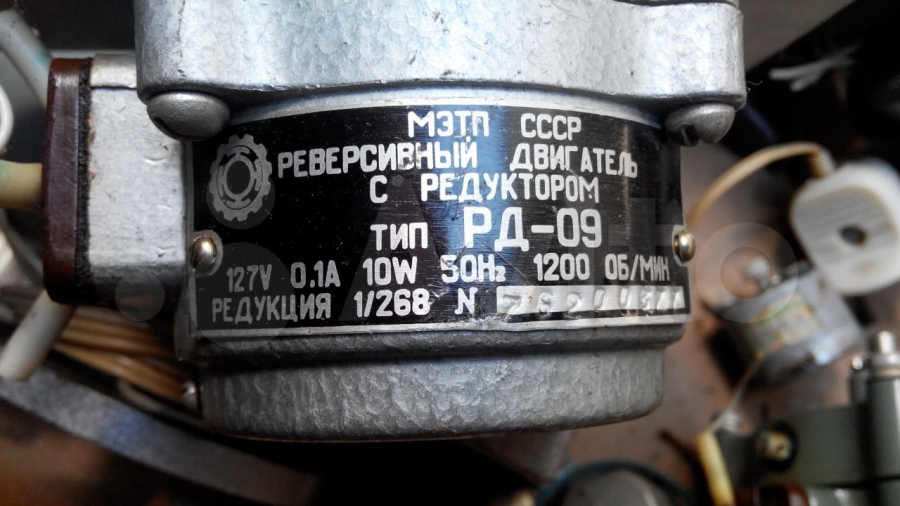 МЭТП СССР
РЕВЕРСИВНЫЙ ДВИГАТЕЛЬ
С РЕДУКТОРОМ
ТИП РД-09
127V 0.1A 10W 50Hz 1200 ОБ/МИН
РЕДУКЦИЯ 1/268 N